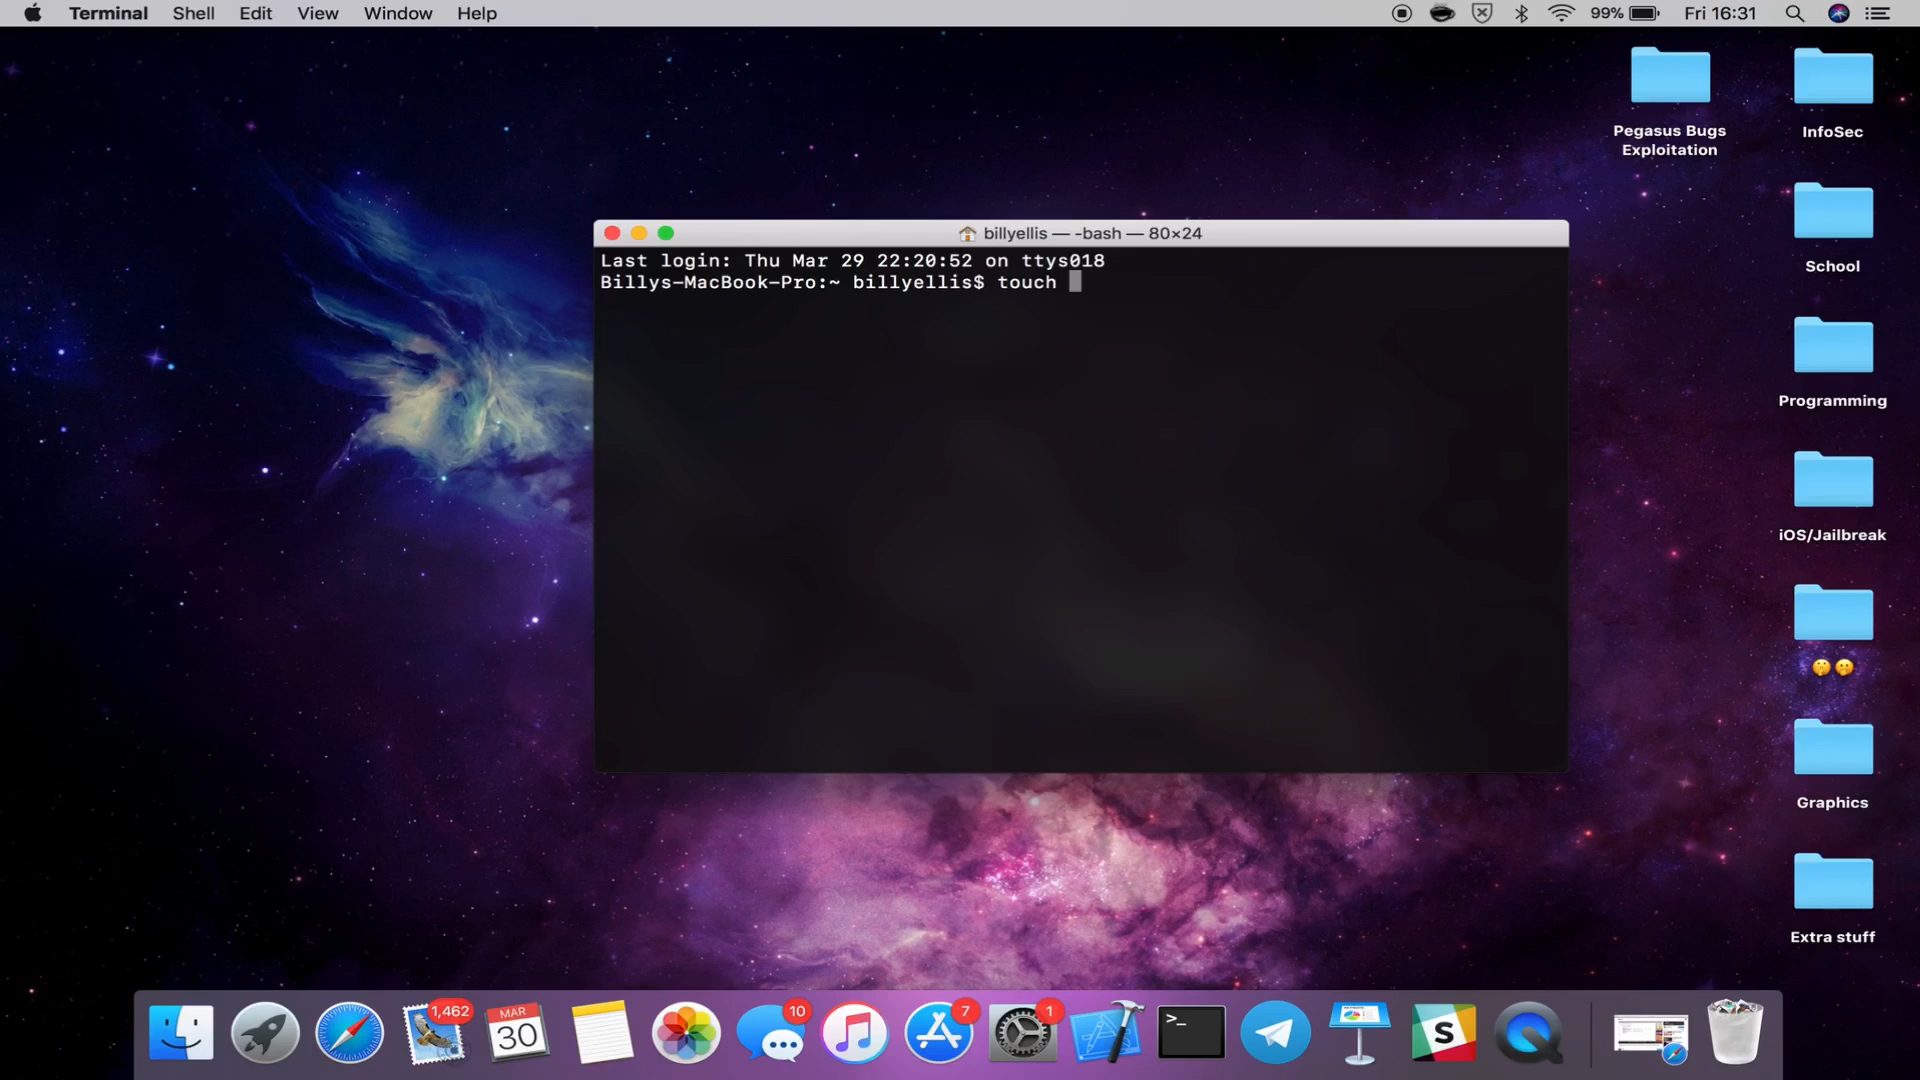 Terminal Shell Edit View Window Help 99% Fri 16:31
Pegasus Bugs
Exploitation
InfoSec
School
billyellis — -bash — 80×24
Last login: Thu Mar 29 22:20:52 on ttys018
Billys-MacBook-Pro:~ billyellis$ touch
Programming
iOS/Jailbreak
Graphics
Extra stuff
1,462
MAR
30
10
7
1
>_
S